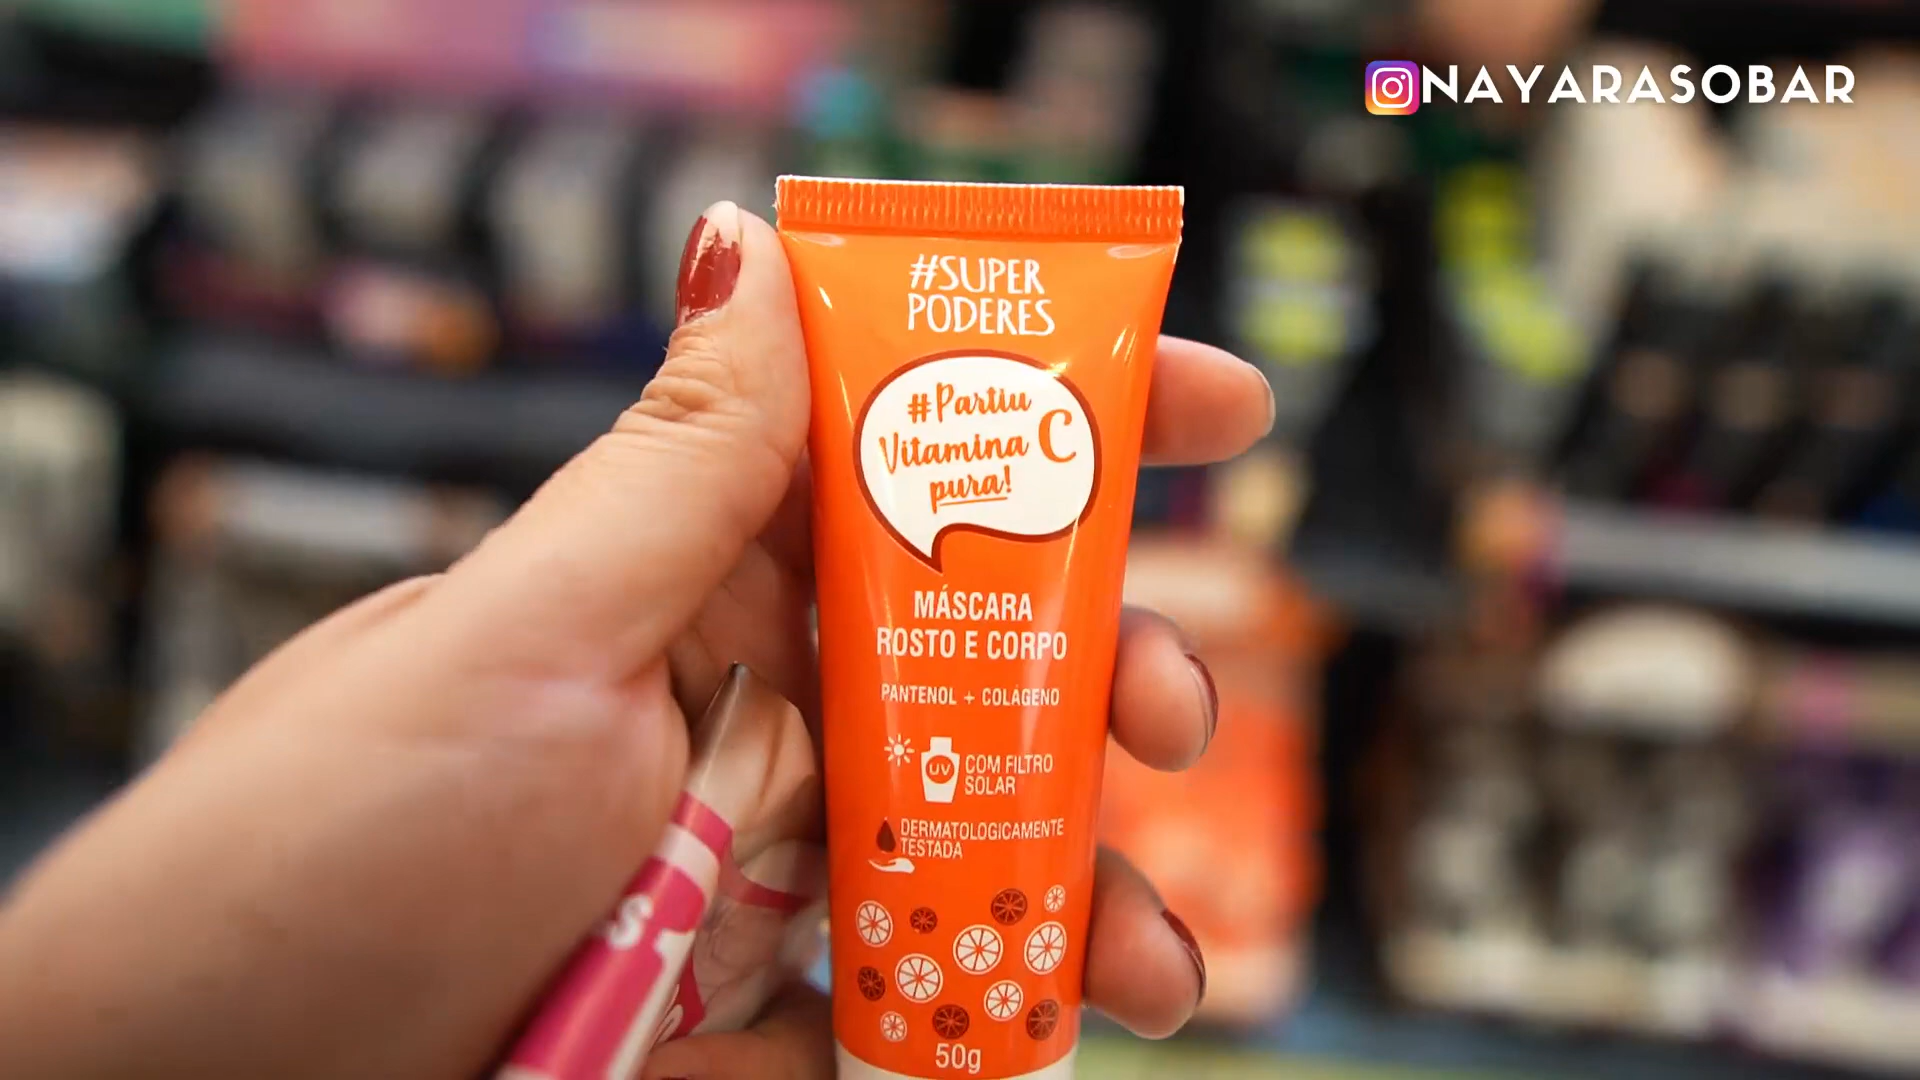 NAYARASOBAR
#SUPER
PODERES
#Partiu
Vitamina C
pura!
MÁSCARA
ROSTO E CORPO
PANTENOL + COLÁGENO
UV
COM FILTRO
SOLAR
DERMATOLOGICAMENTE
TESTADA
50g